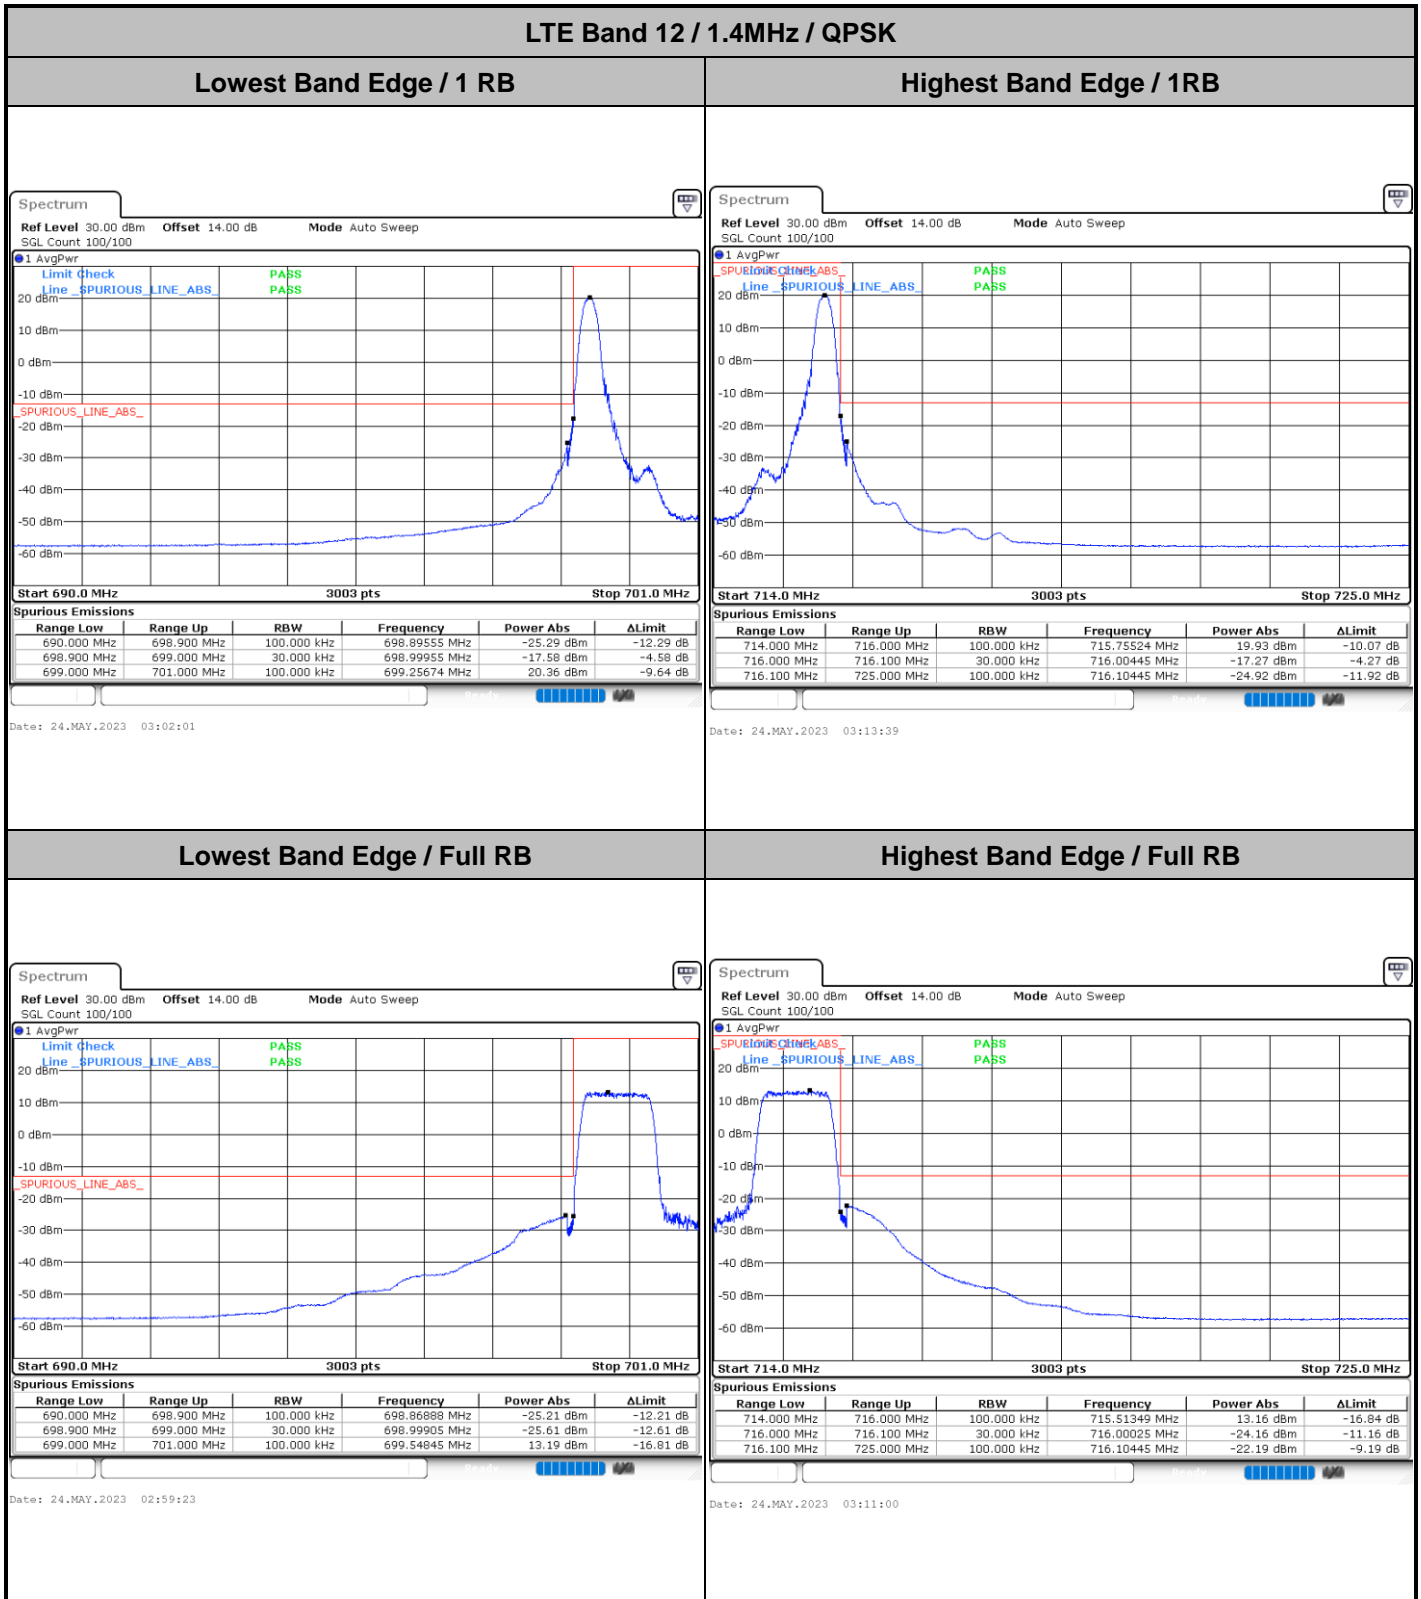 LTE Band 12 / 1.4MHz / QPSK
Lowest Band Edge / 1 RB
Highest Band Edge / 1RB
Spectrum
Ref Level 30.00 dBm Offset 14.00 dB Mode Auto Sweep
SGL Count 100/100
1 AvgPwr
Limit Check PASS
Line _SPURIOUS_LINE_ABS_ PASS
20 dBm
10 dBm
0 dBm
-10 dBm
_SPURIOUS_LINE_ABS_
-20 dBm
-30 dBm
-40 dBm
-50 dBm
-60 dBm
Start 690.0 MHz 3003 pts Stop 701.0 MHz
Spurious Emissions
Range Low Range Up RBW Frequency Power Abs ΔLimit
690.000 MHz 698.900 MHz 100.000 kHz 698.89555 MHz -25.29 dBm -12.29 dB
698.900 MHz 699.000 MHz 30.000 kHz 698.99955 MHz -17.58 dBm -4.58 dB
699.000 MHz 701.000 MHz 100.000 kHz 699.25674 MHz 20.36 dBm -9.64 dB
Ready
Date: 24.MAY.2023 03:02:01
Spectrum
Ref Level 30.00 dBm Offset 14.00 dB Mode Auto Sweep
SGL Count 100/100
1 AvgPwr
_SPURIOUS_LINE_ABS_
Limit Check PASS
Line _SPURIOUS_LINE_ABS_ PASS
20 dBm
10 dBm
0 dBm
-10 dBm
-20 dBm
-30 dBm
-40 dBm
-50 dBm
-60 dBm
Start 714.0 MHz 3003 pts Stop 725.0 MHz
Spurious Emissions
Range Low Range Up RBW Frequency Power Abs ΔLimit
714.000 MHz 716.000 MHz 100.000 kHz 715.75524 MHz 19.93 dBm -10.07 dB
716.000 MHz 716.100 MHz 30.000 kHz 716.00445 MHz -17.27 dBm -4.27 dB
716.100 MHz 725.000 MHz 100.000 kHz 716.10445 MHz -24.92 dBm -11.92 dB
Ready
Date: 24.MAY.2023 03:13:39
Lowest Band Edge / Full RB
Highest Band Edge / Full RB
Spectrum
Ref Level 30.00 dBm Offset 14.00 dB Mode Auto Sweep
SGL Count 100/100
1 AvgPwr
Limit Check PASS
Line _SPURIOUS_LINE_ABS_ PASS
20 dBm
10 dBm
0 dBm
-10 dBm
_SPURIOUS_LINE_ABS_
-20 dBm
-30 dBm
-40 dBm
-50 dBm
-60 dBm
Start 690.0 MHz 3003 pts Stop 701.0 MHz
Spurious Emissions
Range Low Range Up RBW Frequency Power Abs ΔLimit
690.000 MHz 698.900 MHz 100.000 kHz 698.86888 MHz -25.21 dBm -12.21 dB
698.900 MHz 699.000 MHz 30.000 kHz 698.99905 MHz -25.61 dBm -12.61 dB
699.000 MHz 701.000 MHz 100.000 kHz 699.54845 MHz 13.19 dBm -16.81 dB
Ready
Date: 24.MAY.2023 02:59:23
Spectrum
Ref Level 30.00 dBm Offset 14.00 dB Mode Auto Sweep
SGL Count 100/100
1 AvgPwr
_SPURIOUS_LINE_ABS_
Limit Check PASS
Line _SPURIOUS_LINE_ABS_ PASS
20 dBm
10 dBm
0 dBm
-10 dBm
-20 dBm
-30 dBm
-40 dBm
-50 dBm
-60 dBm
Start 714.0 MHz 3003 pts Stop 725.0 MHz
Spurious Emissions
Range Low Range Up RBW Frequency Power Abs ΔLimit
714.000 MHz 716.000 MHz 100.000 kHz 715.51349 MHz 13.16 dBm -16.84 dB
716.000 MHz 716.100 MHz 30.000 kHz 716.00025 MHz -24.16 dBm -11.16 dB
716.100 MHz 725.000 MHz 100.000 kHz 716.10445 MHz -22.19 dBm -9.19 dB
Ready
Date: 24.MAY.2023 03:11:00